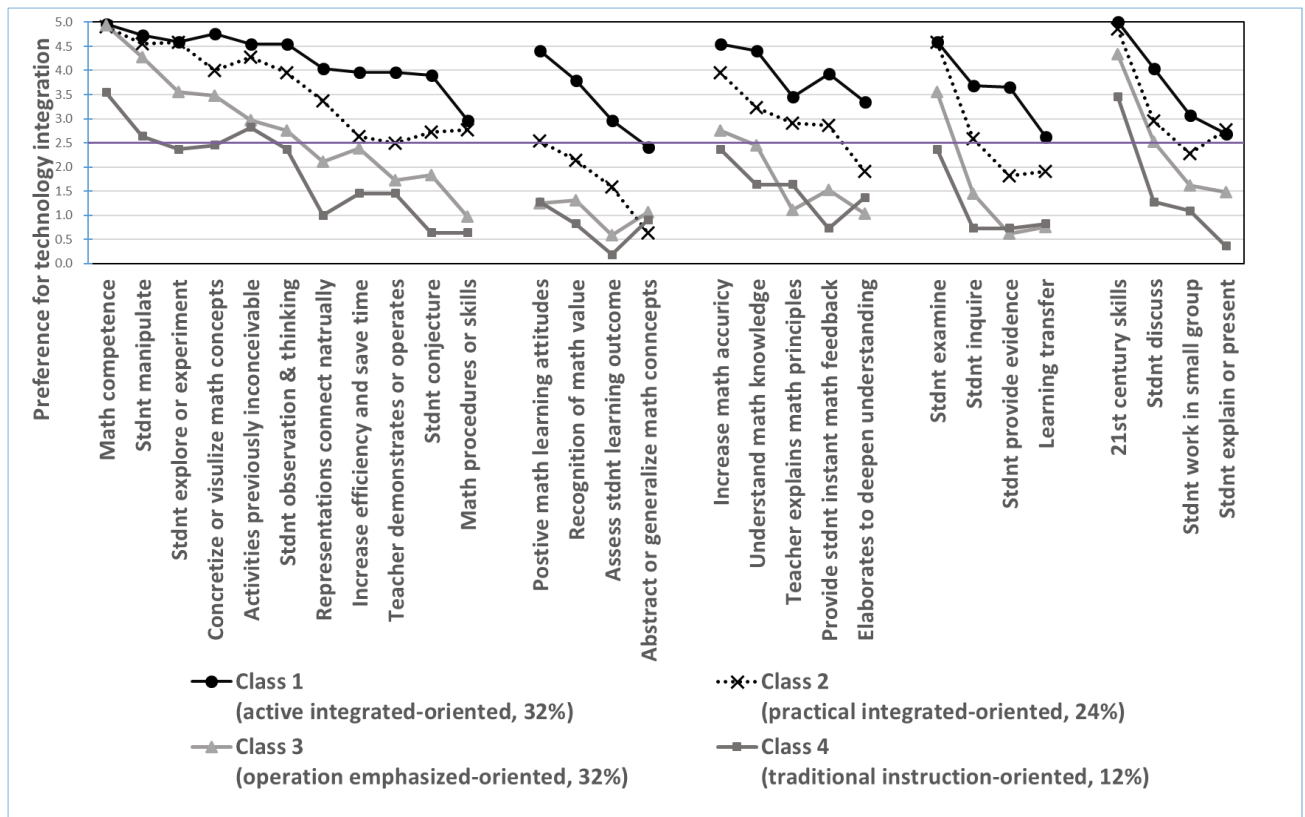 Preference for technology integration
5.0
4.5
4.0
3.5
3.0
2.5
2.0
1.5
1.0
0.5
0.0
Math competence
Stdnt manipulate
Stdnt explore or experiment
Concretize or visulize math concepts
Activities previously inconceivable
Stdnt observation & thinking
Representations connect natrually
Increase efficiency and save time
Teacher demonstrates or operates
Stdnt conjecture
Math procedures or skills
Postive math learning attitudes
Recognition of math value
Assess stdnt learning outcome
Abstract or generalize math conncepts
Increase math accuricy
Understand math knowledge
Teacher explains math principles
Provide stdnt instant math feedback
Elaborates to deepen understanding
Stdnt examine
Stdnt inquire
Stdnt provide evidence
Learning transfer
21st century skills
Stdnt discuss
Stdnt work in small group
Stdnt explain or present
Class 1
(active integrated-oriented, 32%)
Class 2
(practical integrated-oriented, 24%)
Class 3
(operation emphasized-oriented, 32%)
Class 4
(traditional instruction-oriented, 12%)